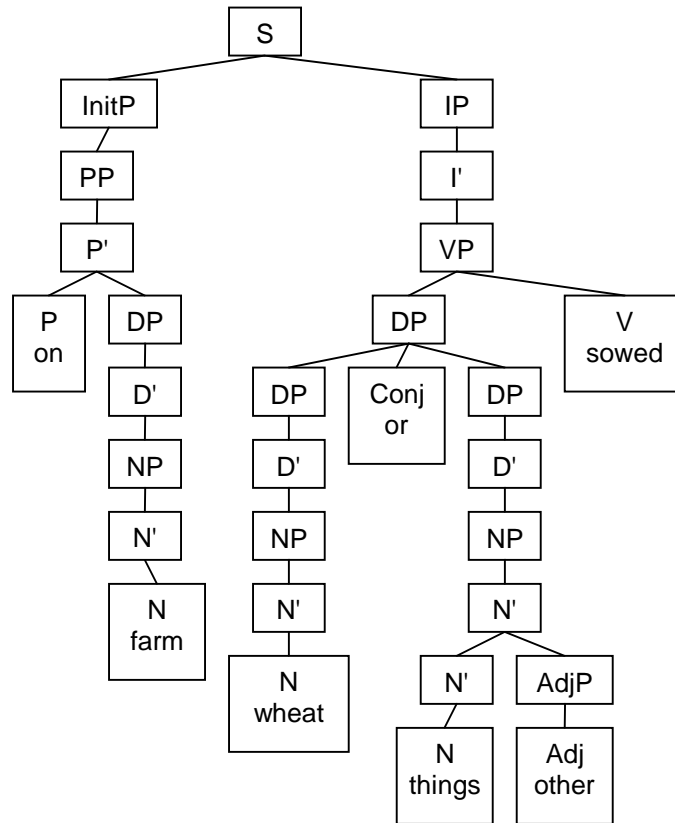 S
InitP IP
PP I'
P' VP
P DP DP V
on sowed
D' DP Conj DP
or
NP D' D'
N' NP NP
N N' N'
farm
N N' AdjP
wheat
N Adj
things other